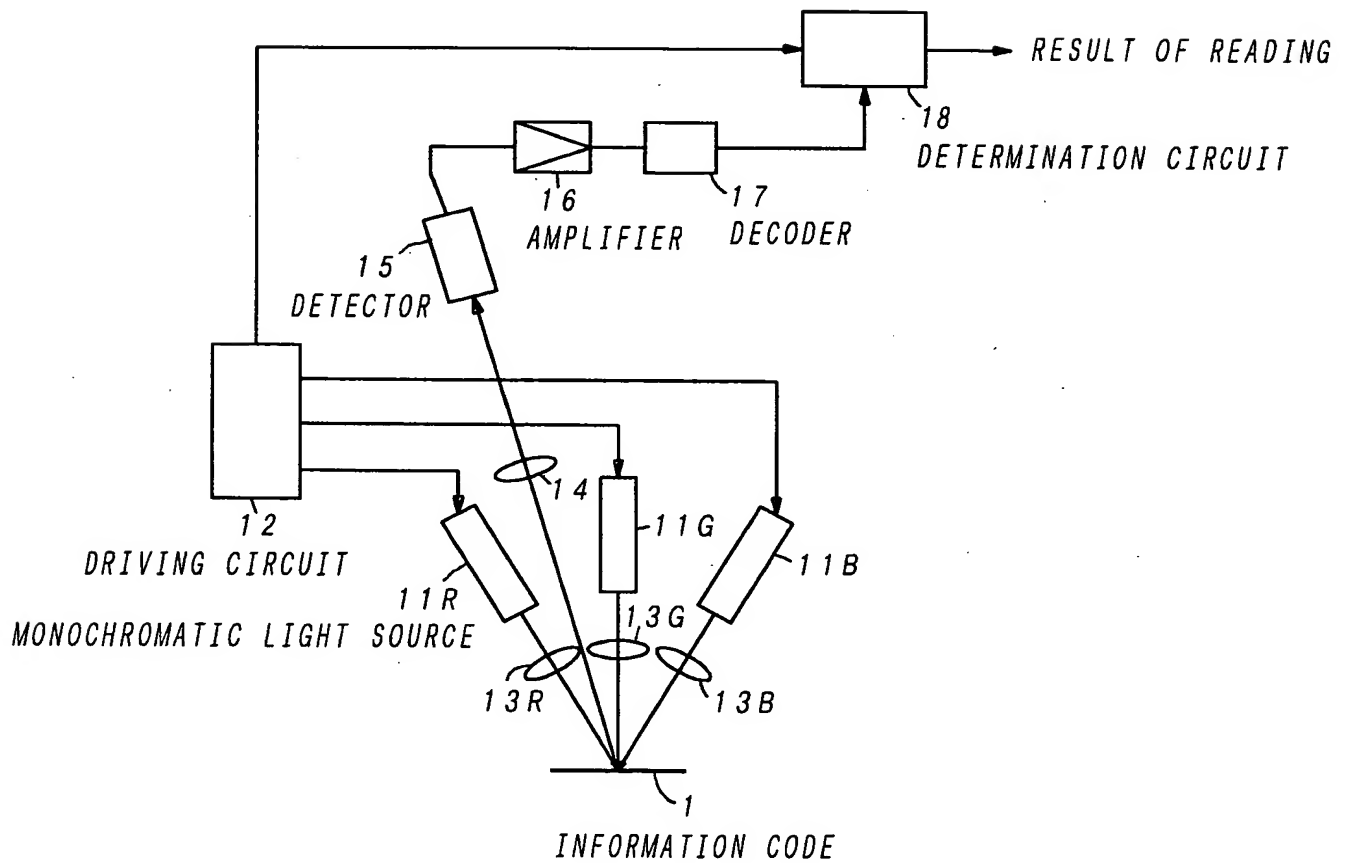 RESULT OF READING
18
DETERMINATION CIRCUIT
16
AMPLIFIER
17
DECODER
15
DETECTOR
14
12
DRIVING CIRCUIT
11G
11B
11R
MONOCHROMATIC LIGHT SOURCE
13G
13R
13B
1
INFORMATION CODE